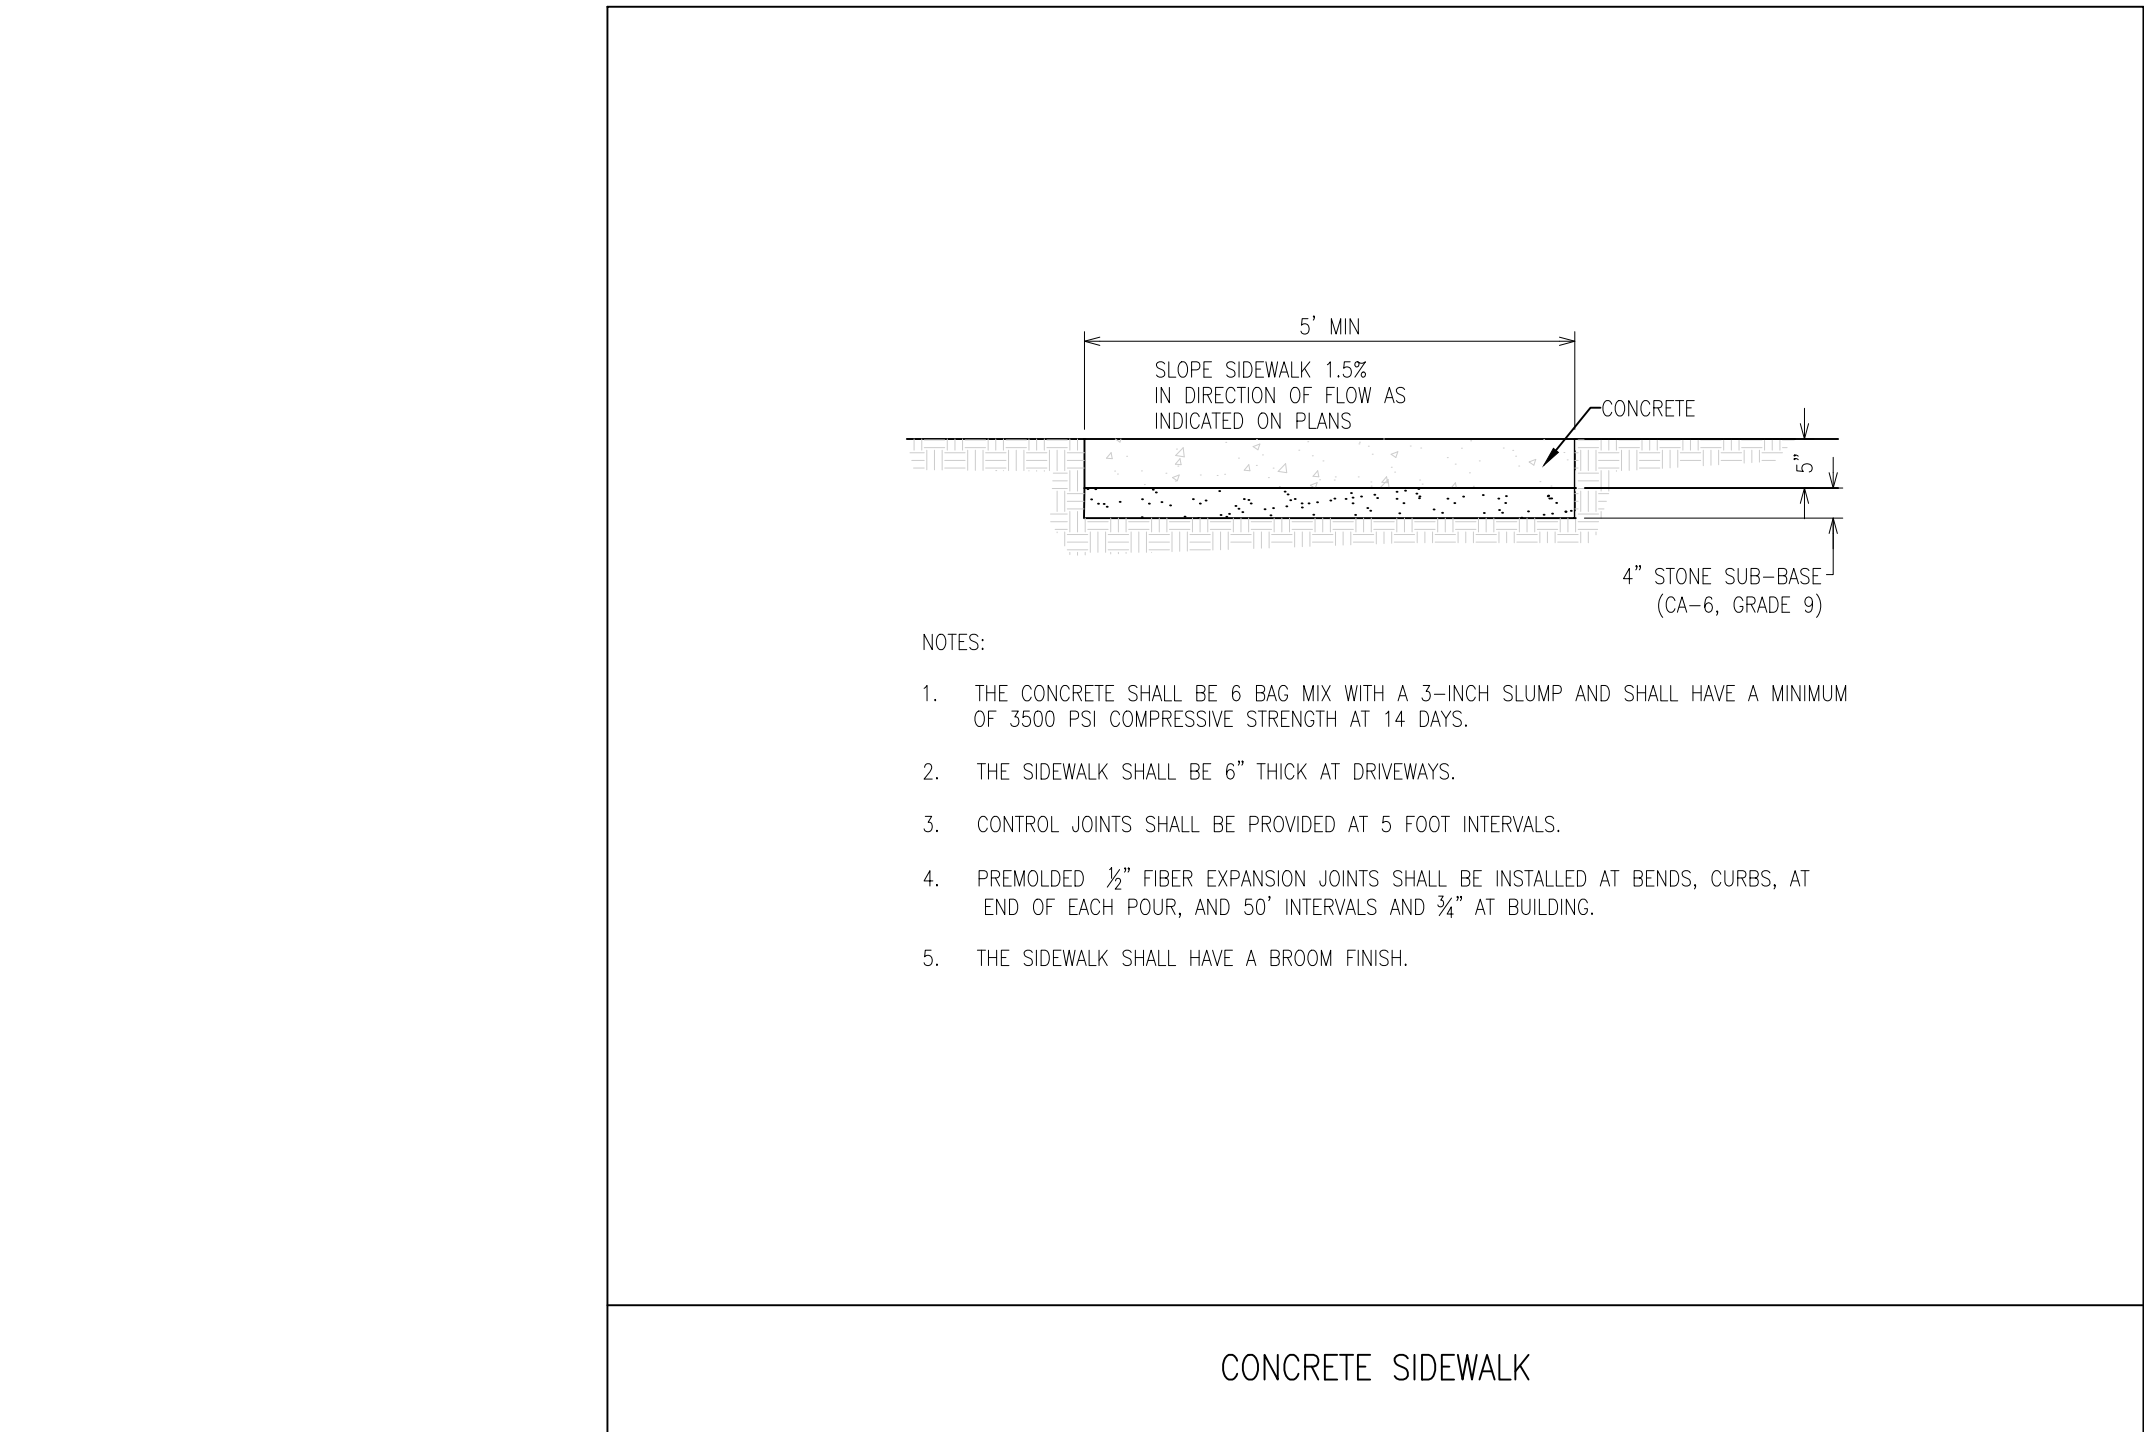 5' MIN
SLOPE SIDEWALK 1.5%
IN DIRECTION OF FLOW AS
INDICATED ON PLANS
CONCRETE
5"
4" STONE SUB-BASE
(CA-6, GRADE 9)
NOTES:
1. THE CONCRETE SHALL BE 6 BAG MIX WITH A 3-INCH SLUMP AND SHALL HAVE A MINIMUM
OF 3500 PSI COMPRESSIVE STRENGTH AT 14 DAYS.
2. THE SIDEWALK SHALL BE 6" THICK AT DRIVEWAYS.
3. CONTROL JOINTS SHALL BE PROVIDED AT 5 FOOT INTERVALS.
4. PREMOLDED ½" FIBER EXPANSION JOINTS SHALL BE INSTALLED AT BENDS, CURBS, AT
END OF EACH POUR, AND 50' INTERVALS AND ¾" AT BUILDING.
5. THE SIDEWALK SHALL HAVE A BROOM FINISH.
CONCRETE SIDEWALK